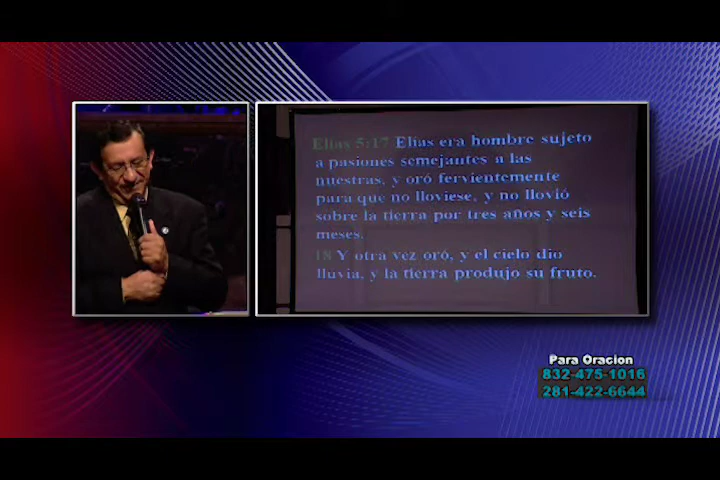 Elias 5:17 Elías era hombre sujeto
a pasiones semejantes a las
nuestras, y oró fervientemente
para que no lloviese, y no llovió
sobre la tierra por tres años y seis
meses.
18 Y otra vez oró, y el cielo dio
lluvia, y la tierra produjo su fruto.
Para Oracion
832-475-1016
281-422-6644